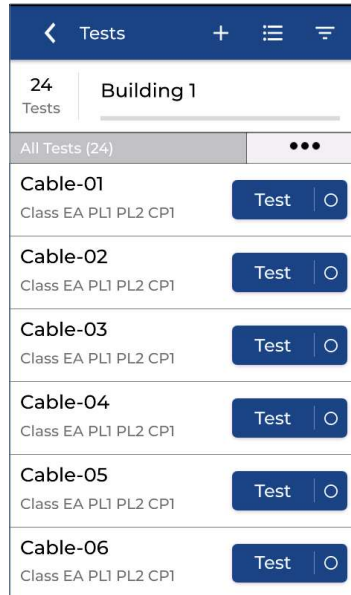 Tests
24
Tests
Building 1
All Tests (24)
Cable-01
Class EA PL1 PL2 CP1
Test
Cable-02
Class EA PL1 PL2 CP1
Test
Cable-03
Class EA PL1 PL2 CP1
Test
Cable-04
Class EA PL1 PL2 CP1
Test
Cable-05
Class EA PL1 PL2 CP1
Test
Cable-06
Class EA PL1 PL2 CP1
Test